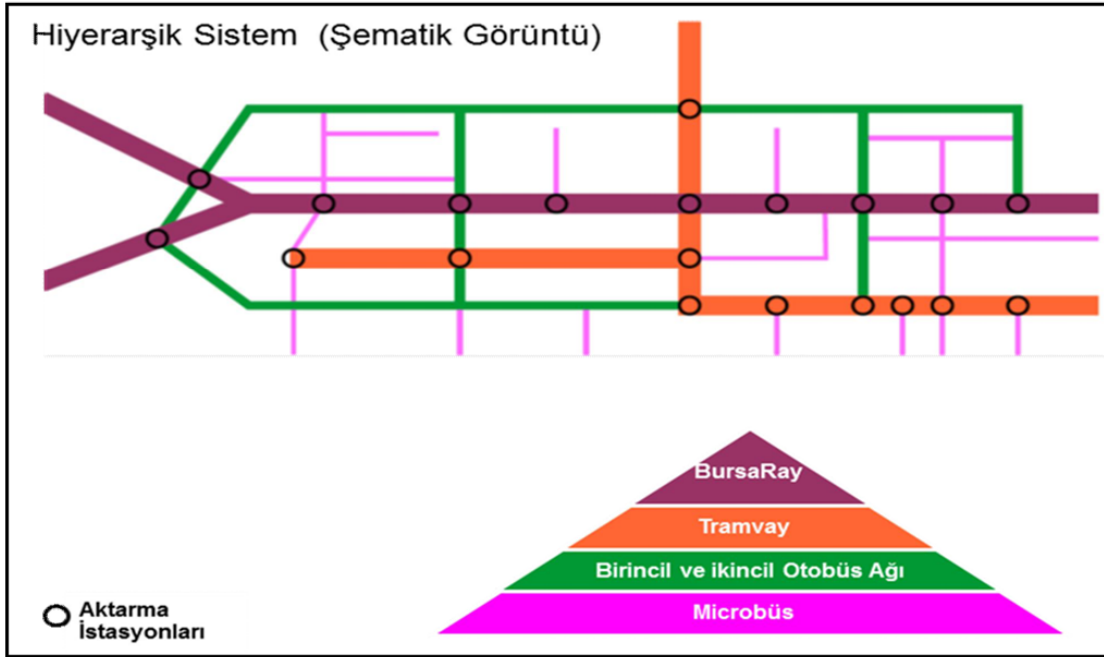 Hiyerarşik Sistem (Şematik Görüntü)
BursaRay
Tramvay
Birincil ve ikincil Otobüs Ağı
Microbüs
Aktarma
İstasyonları